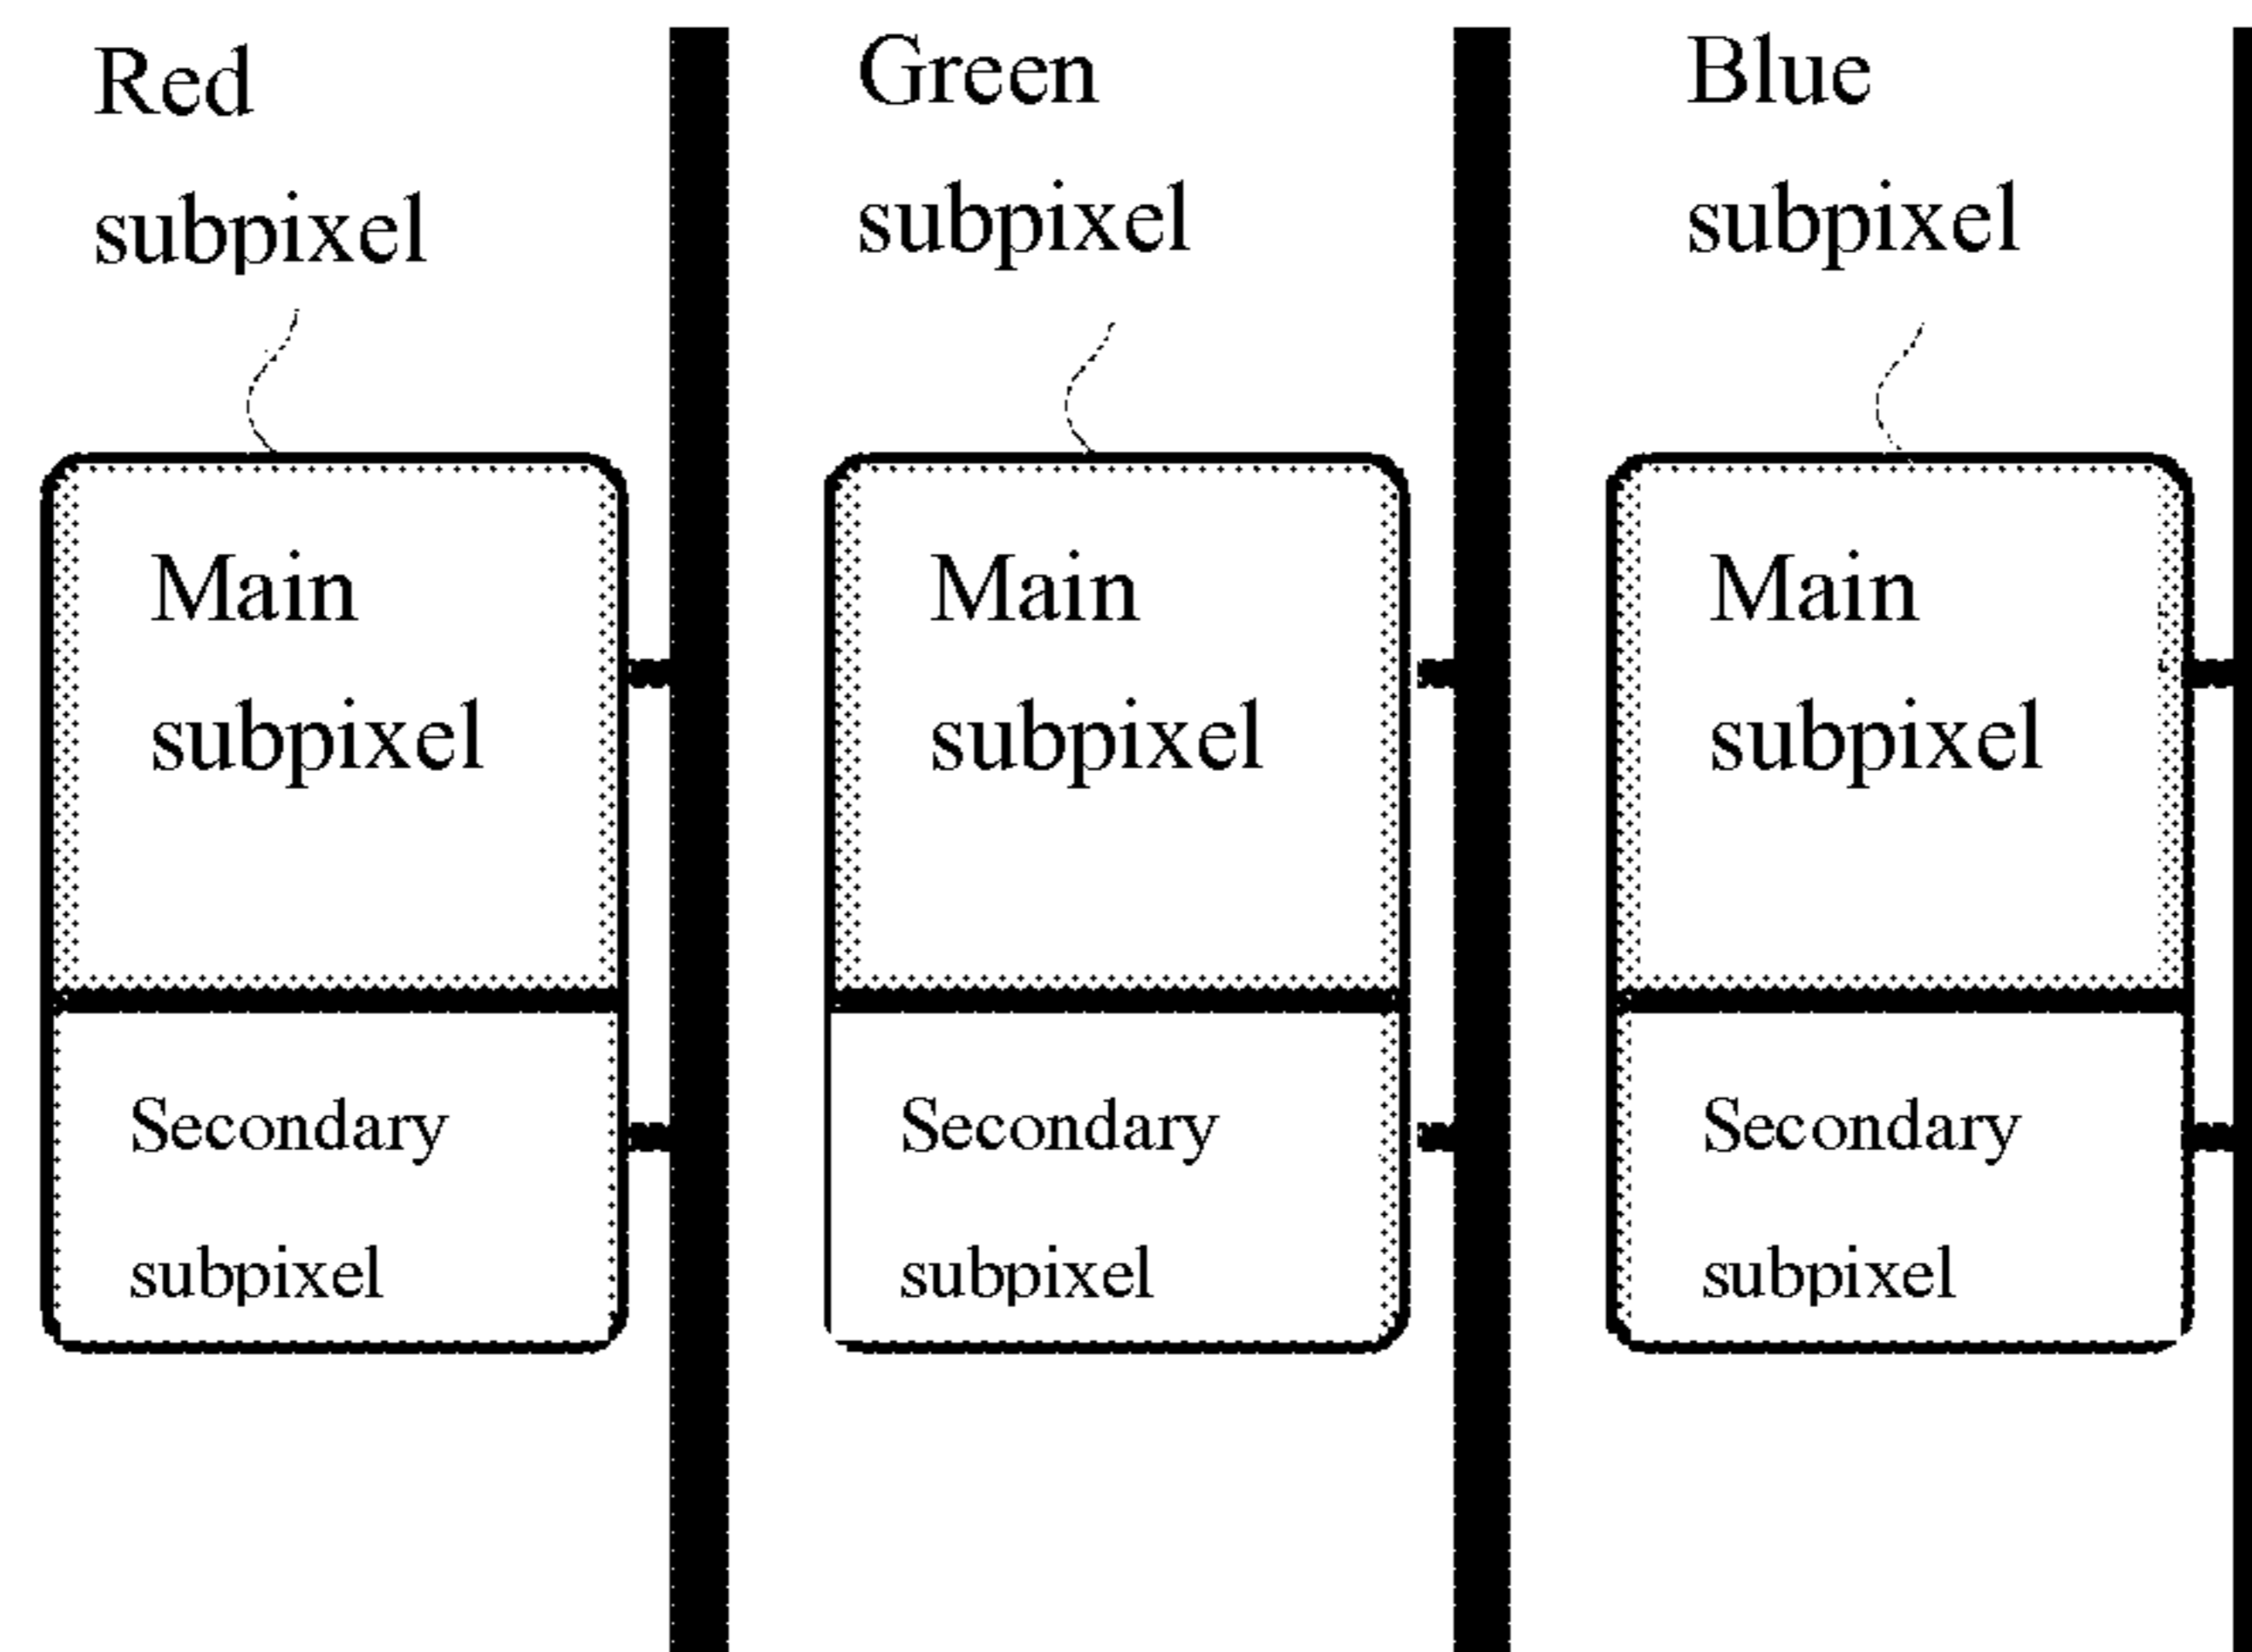 Red
subpixel
Green
subpixel
Blue
subpixel
Main
subpixel
Main
subpixel
Main
subpixel
Secondary
subpixel
Secondary
subpixel
Secondary
subpixel